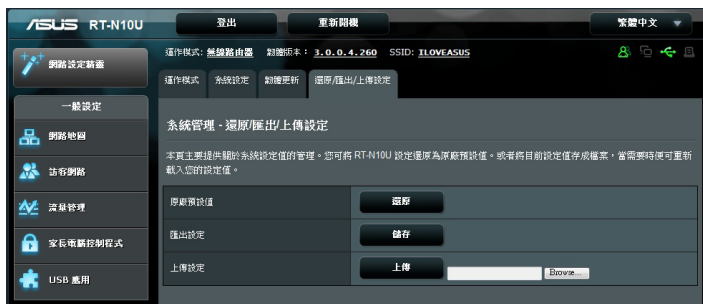 ASUS RT-N10U 登出 重新開機 繁體中文
運作模式: 無線路由器 韌體版本: 3.0.0.4.260 SSID: ILOVEASUS
網路設定精靈
運作模式 系統設定 韌體更新 還原/匯出/上傳設定
一般設定
系統管理 - 還原/匯出/上傳設定
網路地圖
本頁主要提供關於系統設定值的管理。您可將 RT-N10U 設定還原為原廠預設值。或者將目前設定值存成檔案,當需要時便可重新
載入您的設定值。
訪客網路
流量管理
原廠預設值 還原
匯出設定 儲存
家長電腦控制程式
上傳設定 上傳 Browse...
USB 應用